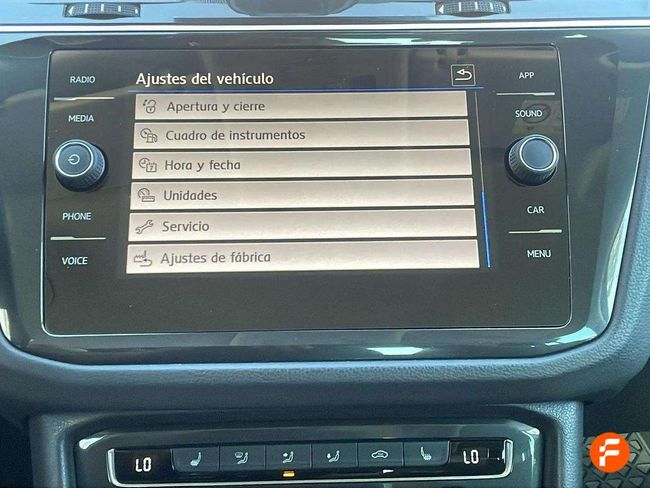 RADIO
MEDIA
PHONE
VOICE
Ajustes del vehículo
Apertura y cierre
Cuadro de instrumentos
Hora y fecha
Unidades
Servicio
Ajustes de fábrica
APP
SOUND
CAR
MENU
LO
LO